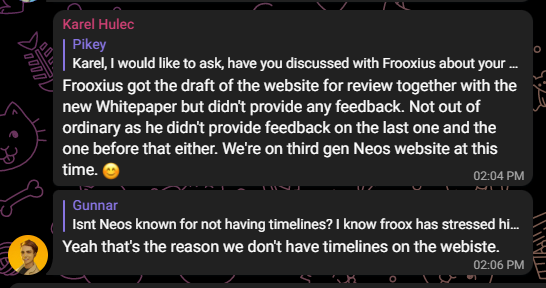 Karel Hulec
Pikey
Karel, I would like to ask, have you discussed with Frooxius about your ...
Frooxius got the draft of the website for review together with the
new Whitepaper but didn't provide any feedback. Not out of
ordinary as he didn't provide feedback on the last one and the
one before that either. We're on third gen Neos website at this
time. 😊
02:04 PM
Gunnar
Isnt Neos known for not having timelines? I know froox has stressed hi...
Yeah that's the reason we don't have timelines on the webiste.
02:06 PM